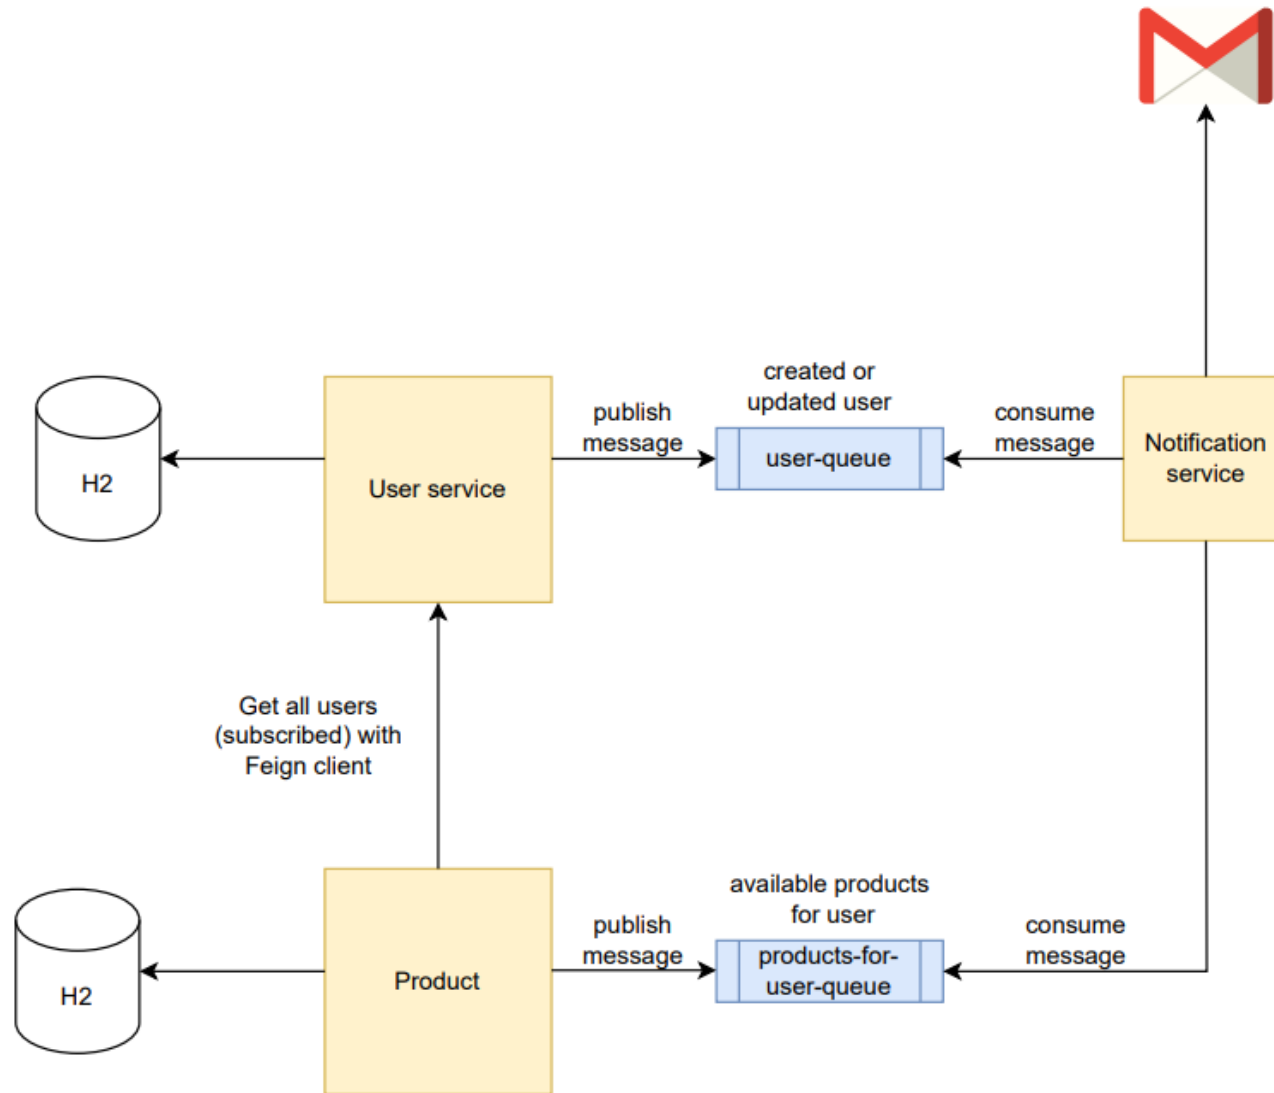 created or
updated user
publish
message
consume
message
H2
User service
user-queue
Notification
service
Get all users
(subscribed) with
Feign client
available products
for user
publish
message
consume
message
H2
Product
products-for-
user-queue